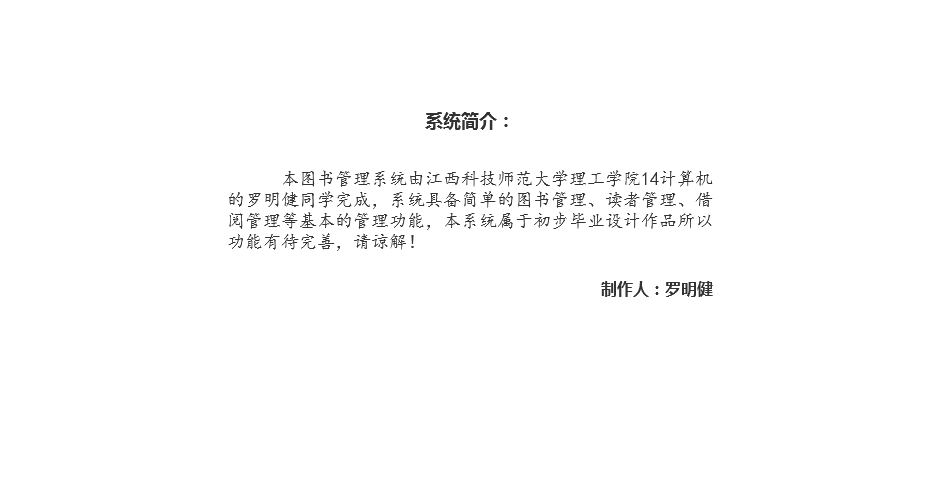 系统简介：
本图书管理系统由江西科技师范大学理工学院14计算机
的罗明健同学完成，系统具备简单的图书管理、读者管理、借
阅管理等基本的管理功能，本系统属于初步毕业设计作品所以
功能有待完善，请谅解！
制作人：罗明健